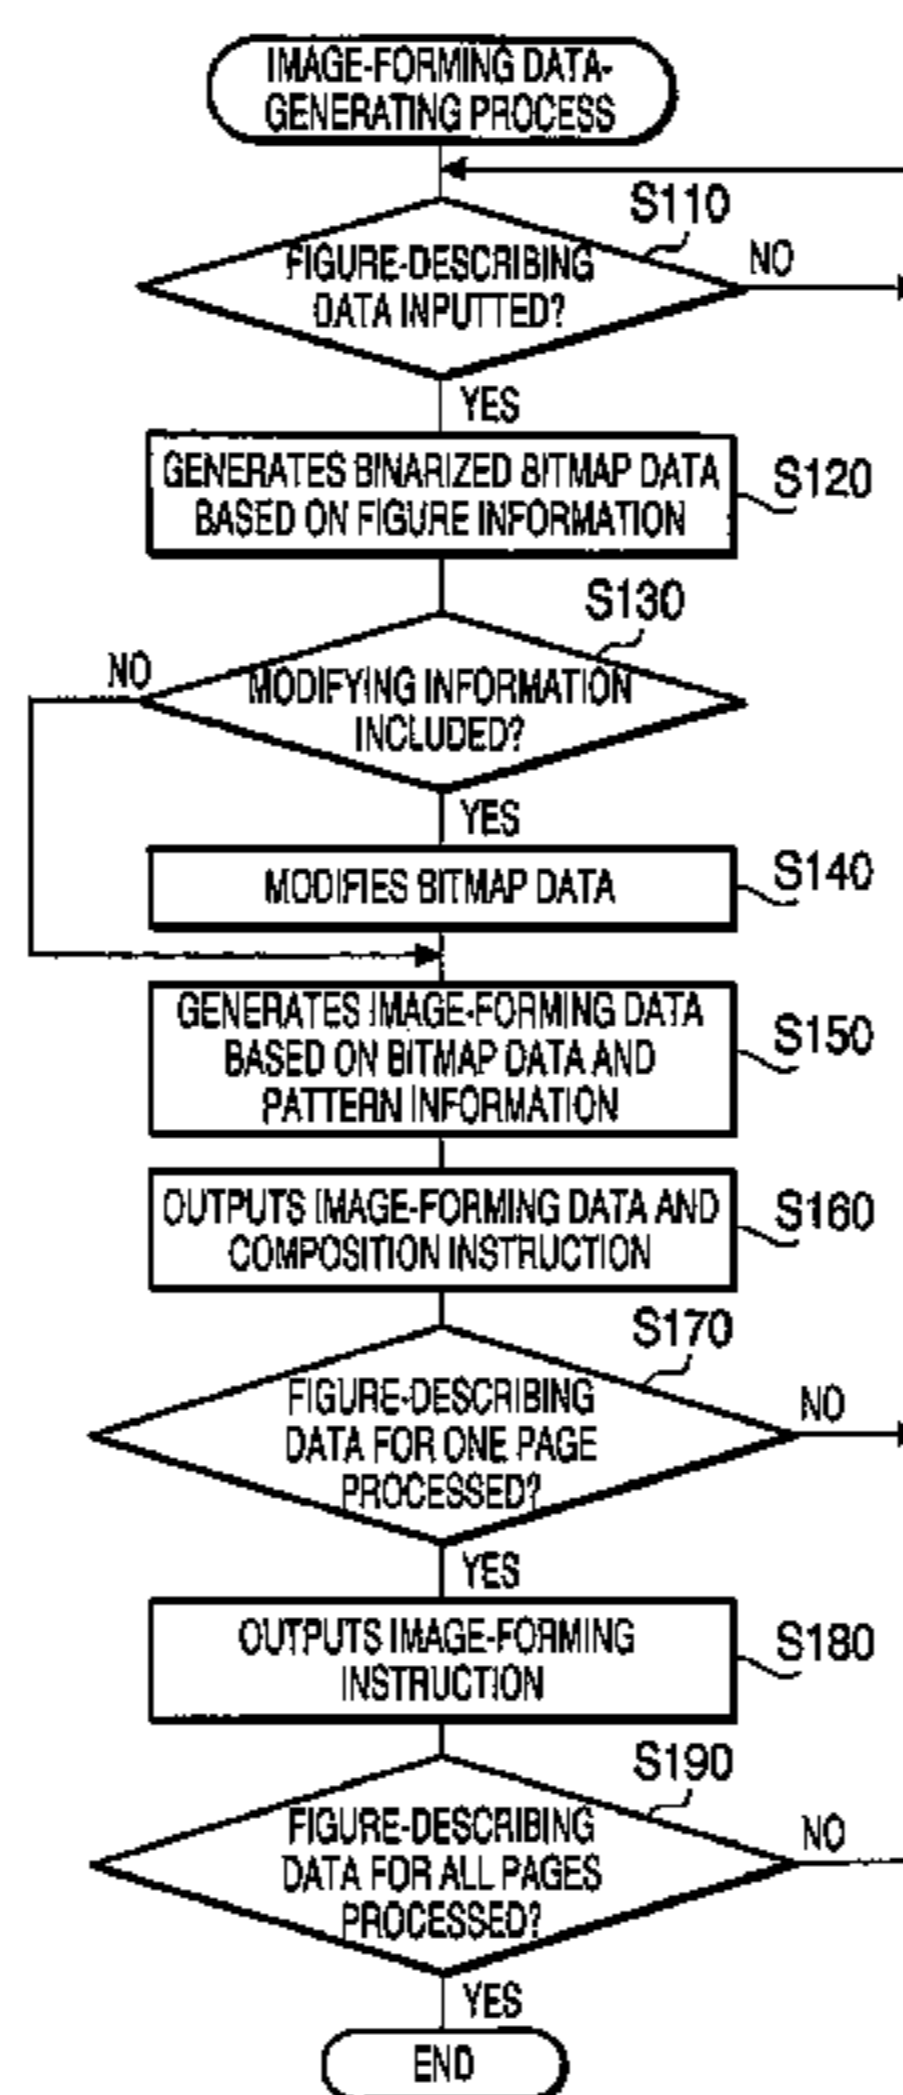 IMAGE-FORMING DATA-
GENERATING PROCESS
S110
FIGURE-DESCRIBING
DATA INPUTTED?
NO
YES
GENERATES BINARIZED BITMAP DATA
BASED ON FIGURE INFORMATION
S120
S130
NO
MODIFYING INFORMATION
INCLUDED?
YES
MODIFIES BITMAP DATA
S140
GENERATES IMAGE-FORMING DATA
BASED ON BITMAP DATA AND
PATTERN INFORMATION
S150
OUTPUTS IMAGE-FORMING DATA AND
COMPOSITION INSTRUCTION
S160
S170
FIGURE-DESCRIBING
DATA FOR ONE PAGE
PROCESSED?
NO
YES
OUTPUTS IMAGE-FORMING
INSTRUCTION
S180
S190
FIGURE-DESCRIBING
DATA FOR ALL PAGES
PROCESSED?
NO
YES
END